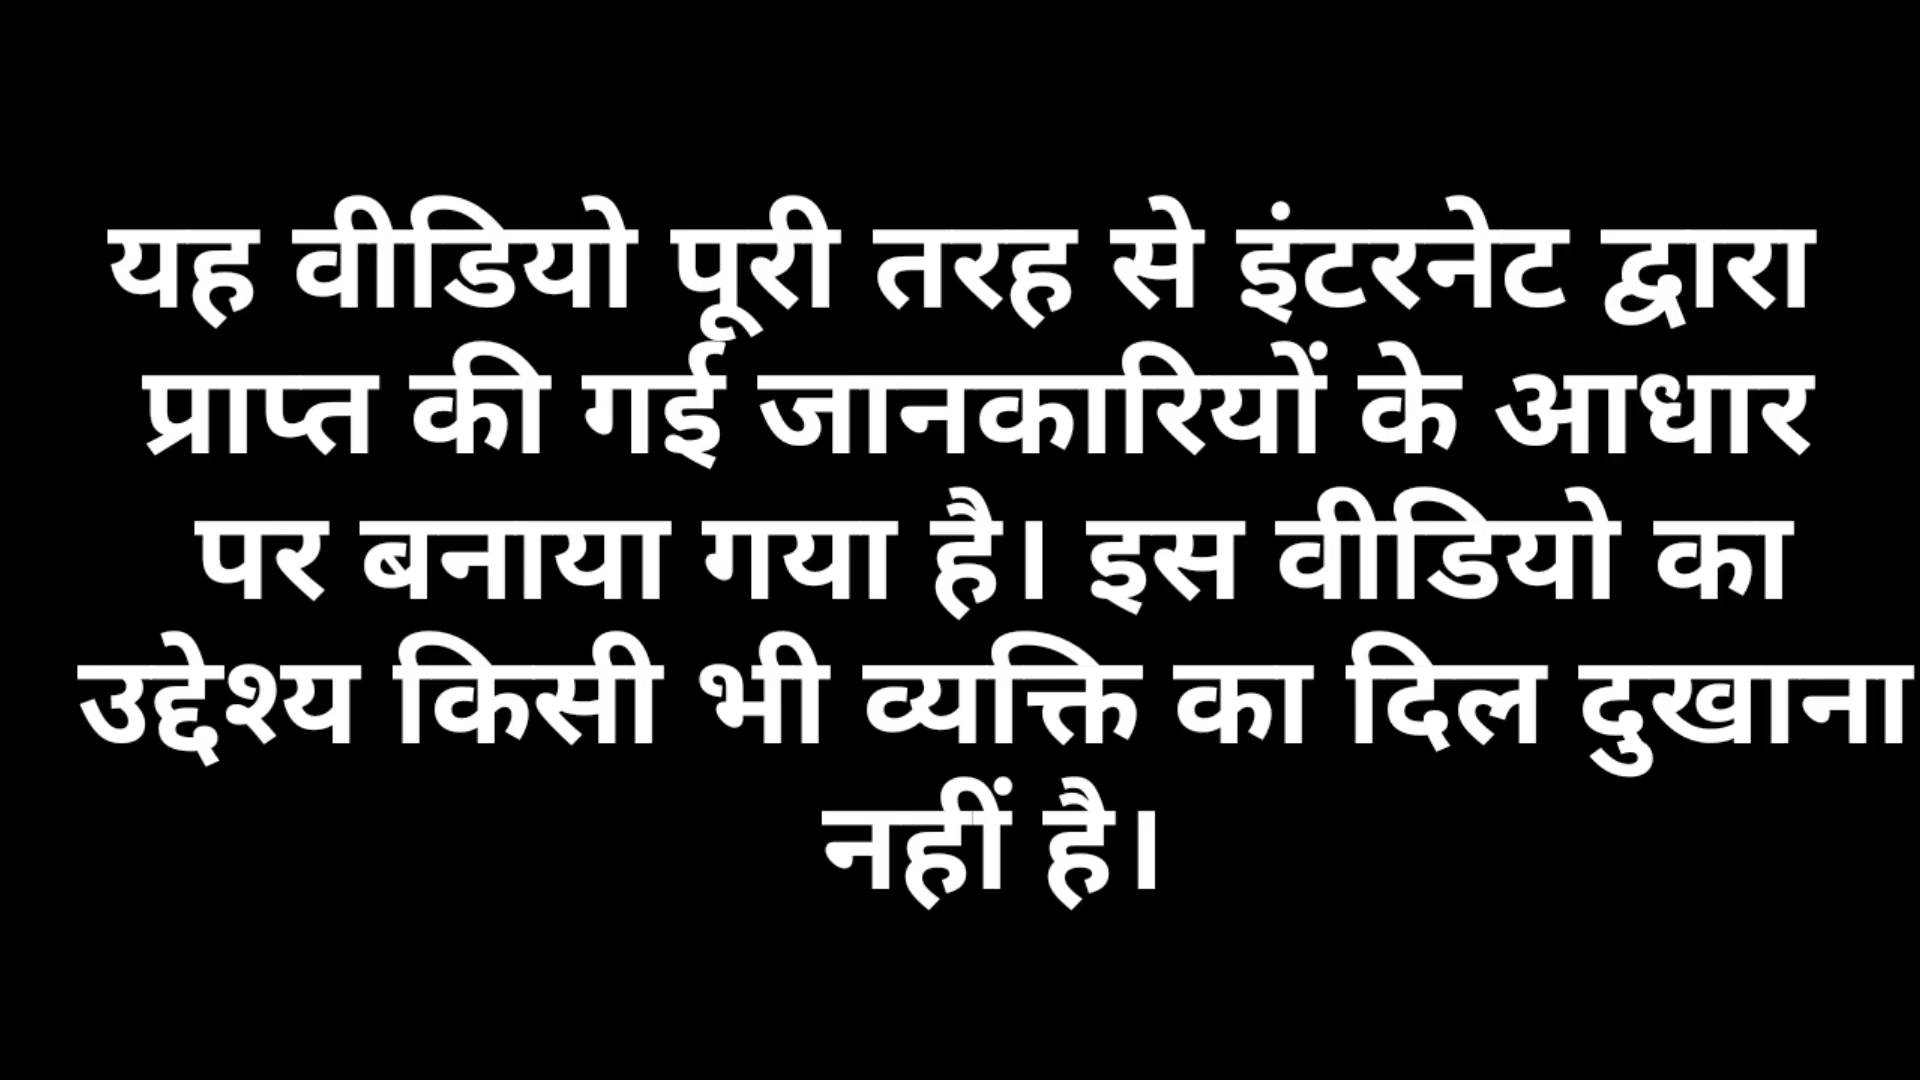 यह वीडियो पूरी तरह से इंटरनेट द्वारा
प्राप्त की गई जानकारियों के आधार
पर बनाया गया है। इस वीडियो का
उद्देश्य किसी भी व्यक्ति का दिल दुखाना
नहीं है।